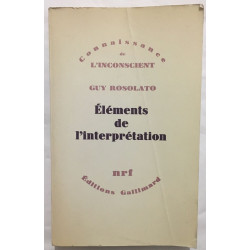 Connaissance
de
L'INCONSCIENT
GUY ROSOLATO
Éléments
de
l'interprétation
nrf
Éditions Gallimard